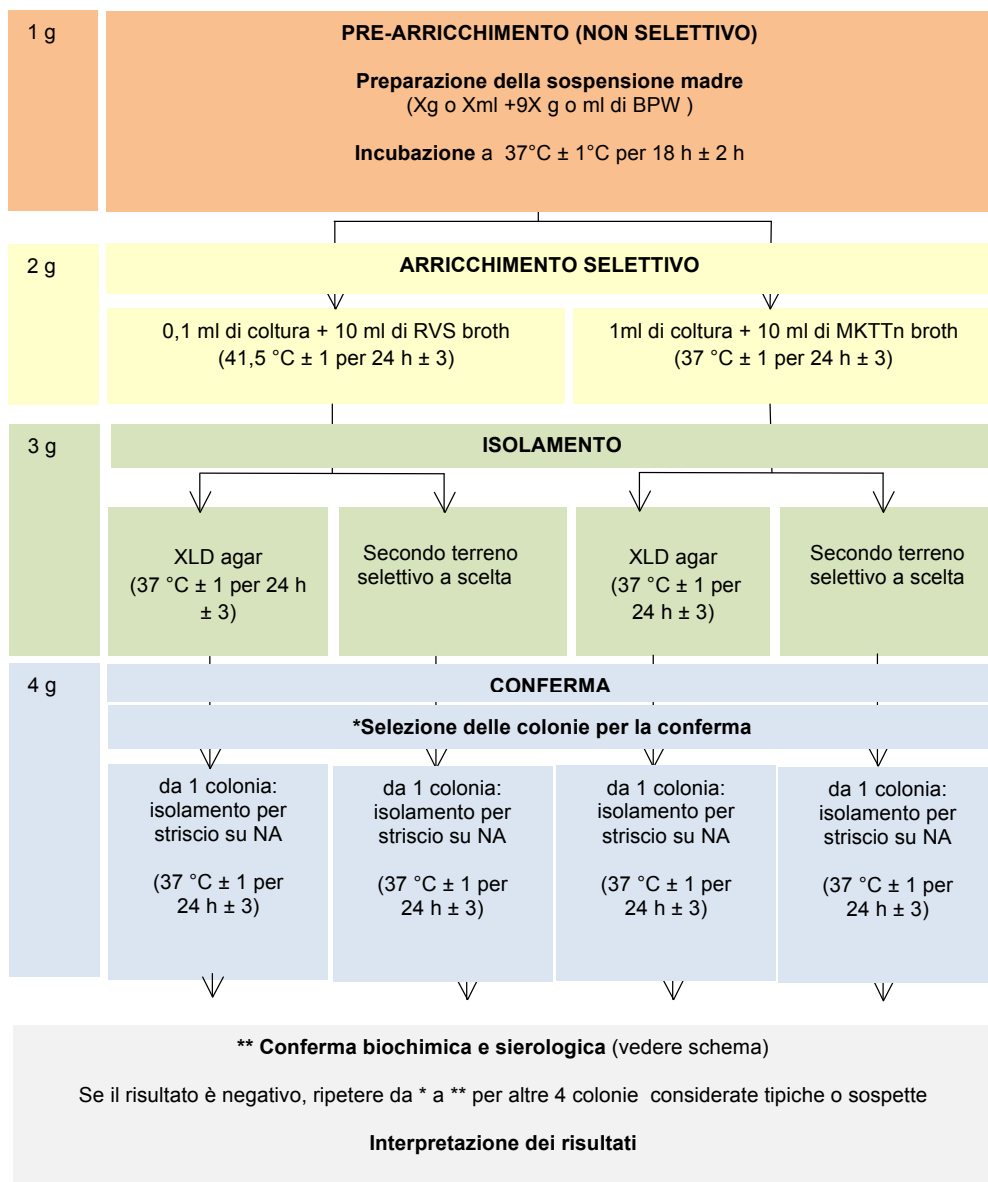 1 g
PRE-ARRICCHIMENTO (NON SELETTIVO)
Preparazione della sospensione madre
(Xg o Xml +9X g o ml di BPW )
Incubazione a 37°C ± 1°C per 18 h ± 2 h
2 g
ARRICCHIMENTO SELETTIVO
0,1 ml di coltura + 10 ml di RVS broth
(41,5 °C ± 1 per 24 h ± 3)
1ml di coltura + 10 ml di MKTTn broth
(37 °C ± 1 per 24 h ± 3)
3 g
ISOLAMENTO
XLD agar
(37 °C ± 1 per 24 h
± 3)
Secondo terreno
selettivo a scelta
XLD agar
(37 °C ± 1 per
24 h ± 3)
Secondo terreno
selettivo a scelta
4 g
CONFERMA
*Selezione delle colonie per la conferma
da 1 colonia:
isolamento per
striscio su NA
(37 °C ± 1 per
24 h ± 3)
da 1 colonia:
isolamento per
striscio su NA
(37 °C ± 1 per
24 h ± 3)
da 1 colonia:
isolamento per
striscio su NA
(37 °C ± 1 per
24 h ± 3)
da 1 colonia:
isolamento per
striscio su NA
(37 °C ± 1 per
24 h ± 3)
** Conferma biochimica e sierologica (vedere schema)
Se il risultato è negativo, ripetere da * a ** per altre 4 colonie considerate tipiche o sospette
Interpretazione dei risultati